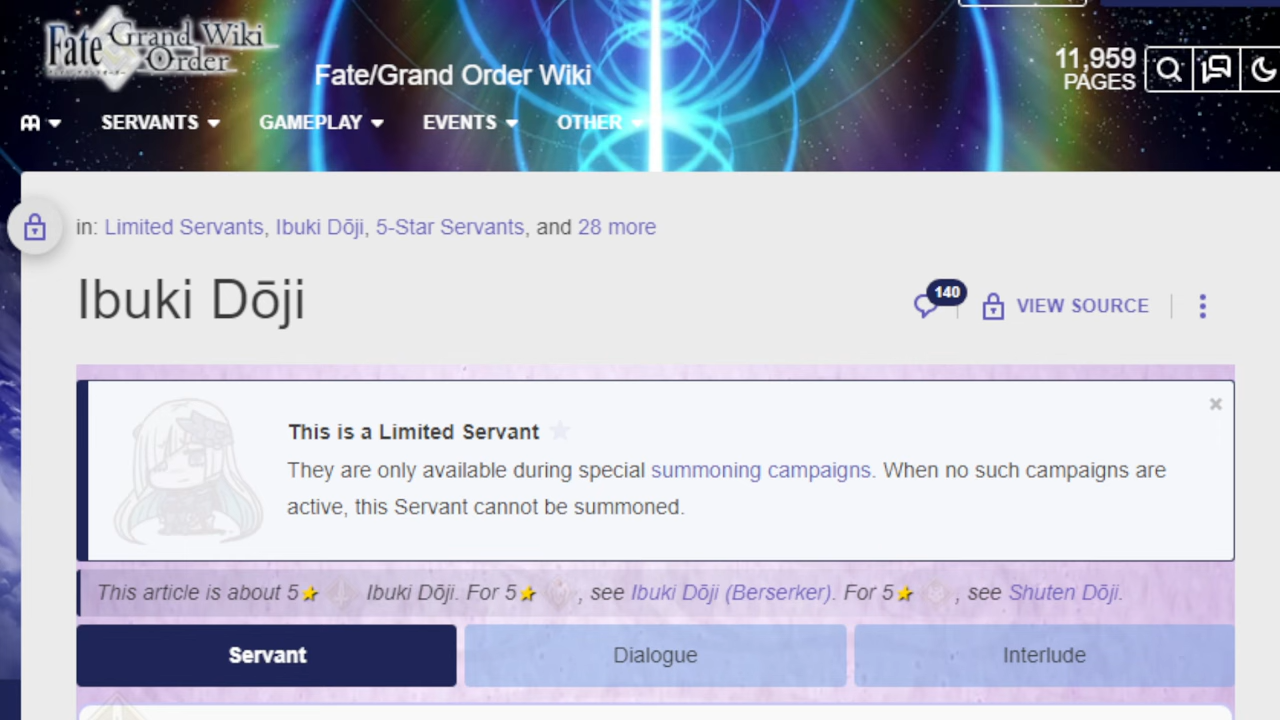 Fate Grand Wiki
Order
Fate/Grand Order Wiki
11,959
PAGES
SERVANTS GAMEPLAY EVENTS OTHER
in: Limited Servants, Ibuki Dōji, 5-Star Servants, and 28 more
Ibuki Dōji
140
VIEW SOURCE
This is a Limited Servant
They are only available during special summoning campaigns. When no such campaigns are
active, this Servant cannot be summoned.
This article is about 5★ Ibuki Dōji. For 5★ , see Ibuki Dōji (Berserker). For 5★ , see Shuten Dōji.
Servant Dialogue Interlude